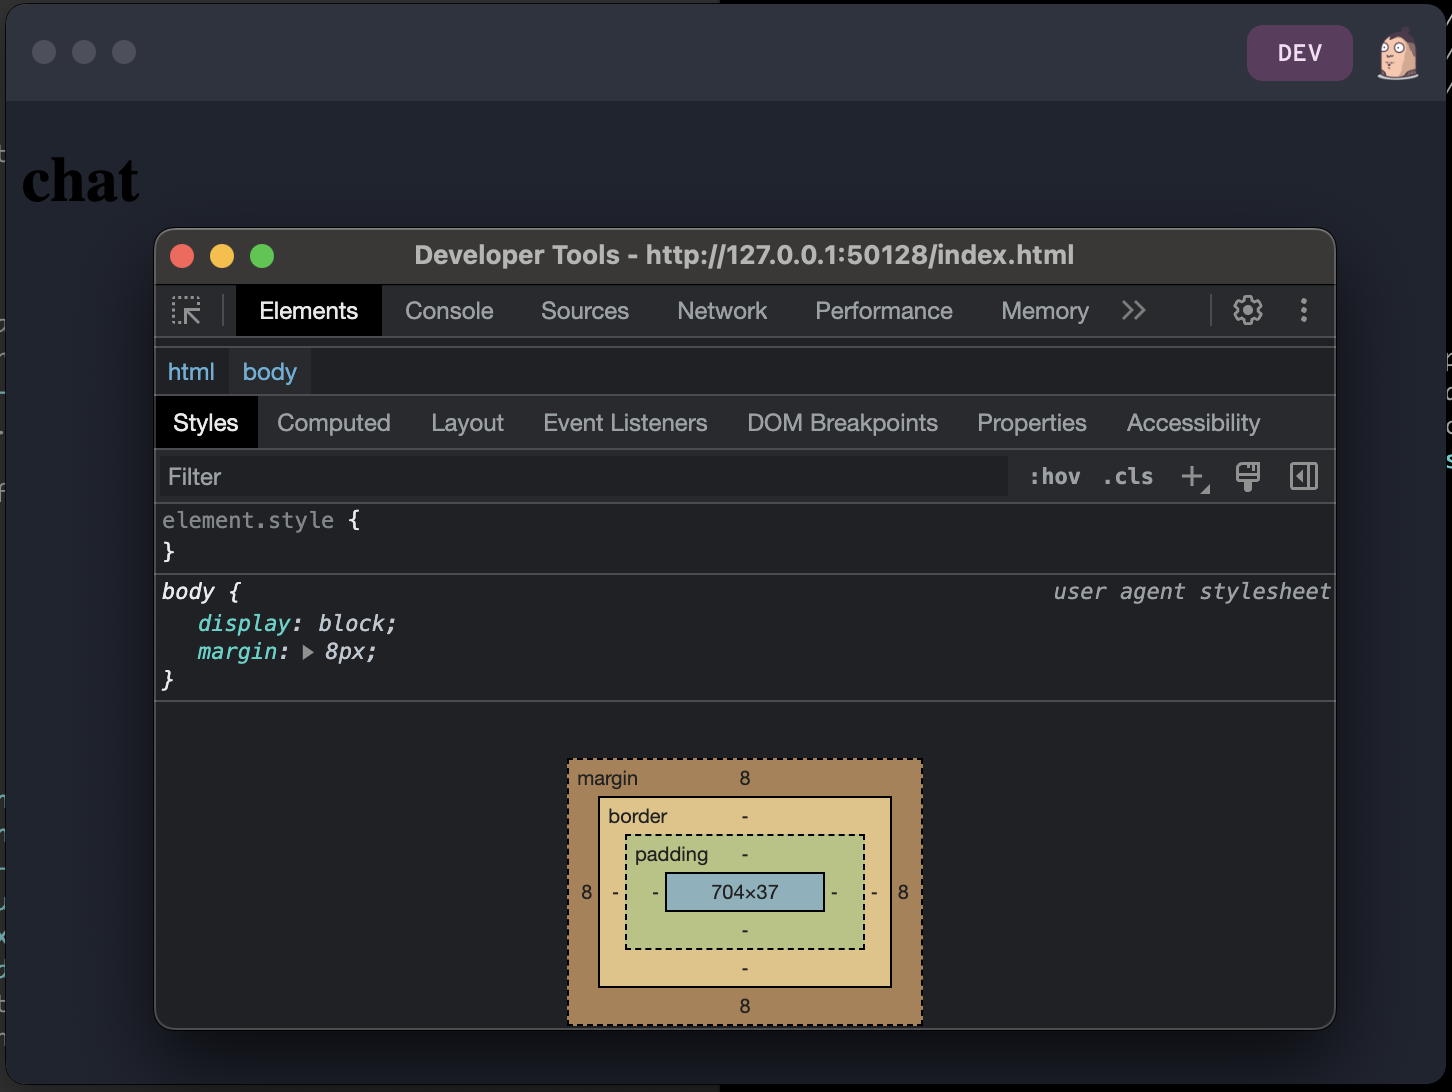 DEV
chat
Developer Tools - http://127.0.0.1:50128/index.html
Elements Console Sources Network Performance Memory
html body
Styles Computed Layout Event Listeners DOM Breakpoints Properties Accessibility
Filter :hov .cls
element.style {
}
body { user agent stylesheet
display: block;
margin: 8px;
}
margin 8
border -
padding -
8 - - 704×37 - - 8
-
-
8